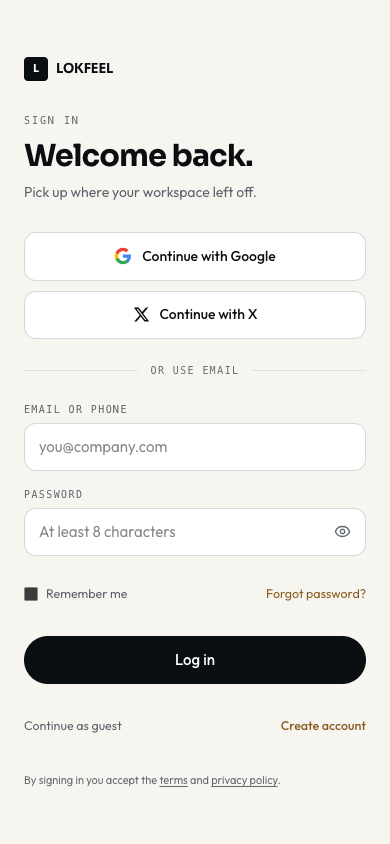 L LOKFEEL
SIGN IN
Welcome back.
Pick up where your workspace left off.
Continue with Google
Continue with X
OR USE EMAIL
EMAIL OR PHONE
you@company.com
PASSWORD
At least 8 characters
Remember me Forgot password?
Log in
Continue as guest Create account
By signing in you accept the terms and privacy policy.